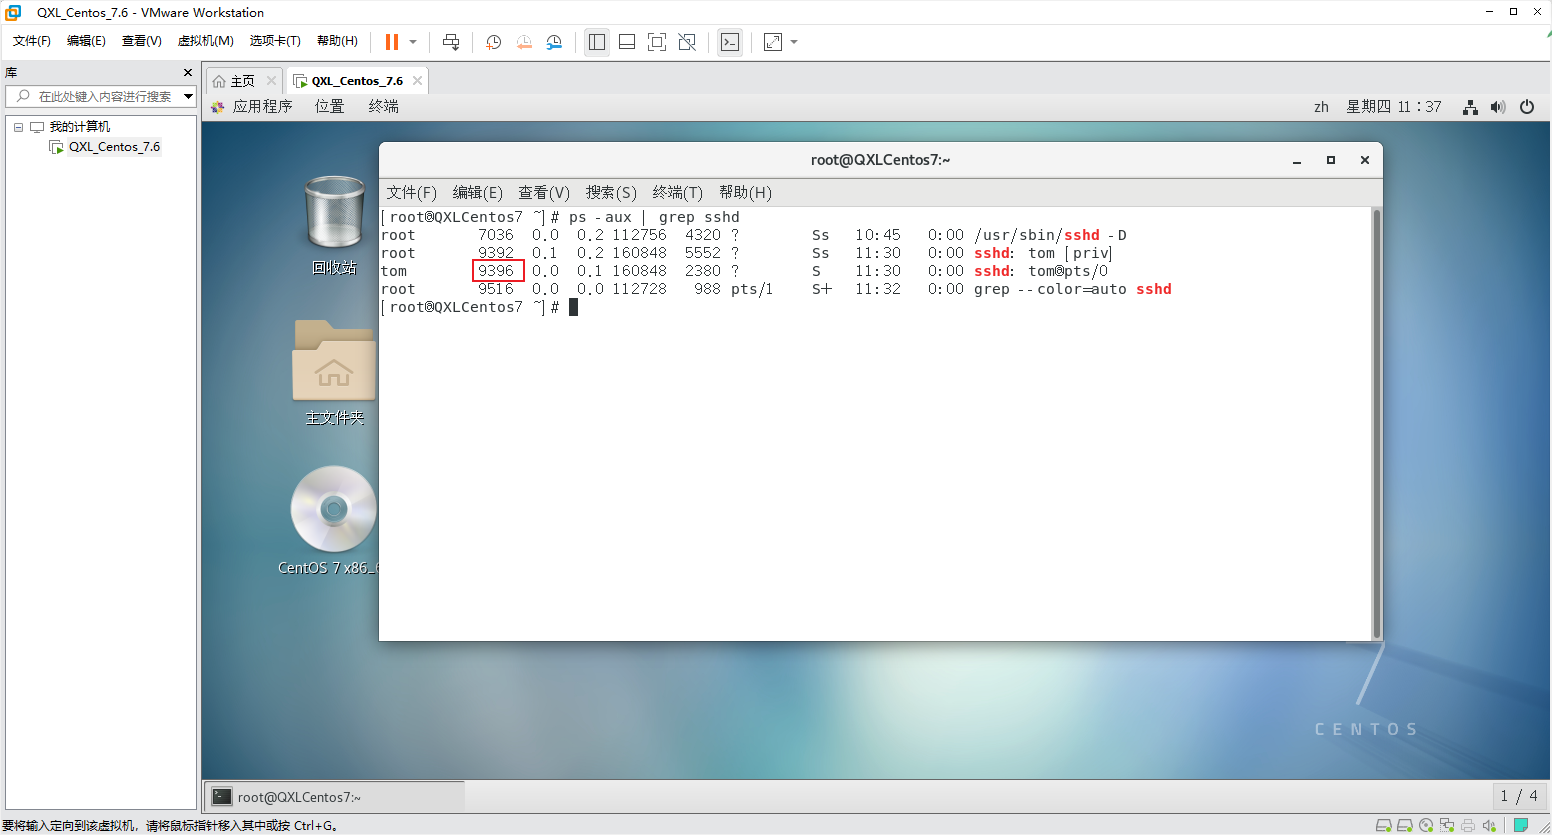 QXL_Centos_7.6 - VMware Workstation
文件(F) 编辑(E) 查看(V) 虚拟机(M) 选项卡(T) 帮助(H)
库
主页 QXL_Centos_7.6
在此处键入内容进行搜索
应用程序 位置 终端 zh 星期四 11：37
我的计算机
QXL_Centos_7.6
root@QXLCentos7:~
文件(F) 编辑(E) 查看(V) 搜索(S) 终端(T) 帮助(H)
[root@QXLCentos7 ~]# ps -aux | grep sshd
root 7036 0.0 0.2 112756 4320 ? Ss 10:45 0:00 /usr/sbin/sshd -D
root 9392 0.1 0.2 160848 5552 ? Ss 11:30 0:00 sshd: tom [priv]
tom 9396 0.0 0.1 160848 2380 ? S 11:30 0:00 sshd: tom@pts/0
root 9516 0.0 0.0 112728 988 pts/1 S+ 11:32 0:00 grep --color=auto sshd
[root@QXLCentos7 ~]#
回收站
主文件夹
CentOS 7 x86_6
7
CENTOS
root@QXLCentos7:~
1 / 4
要将输入定向到该虚拟机，请将鼠标指针移入其中或按 Ctrl+G。